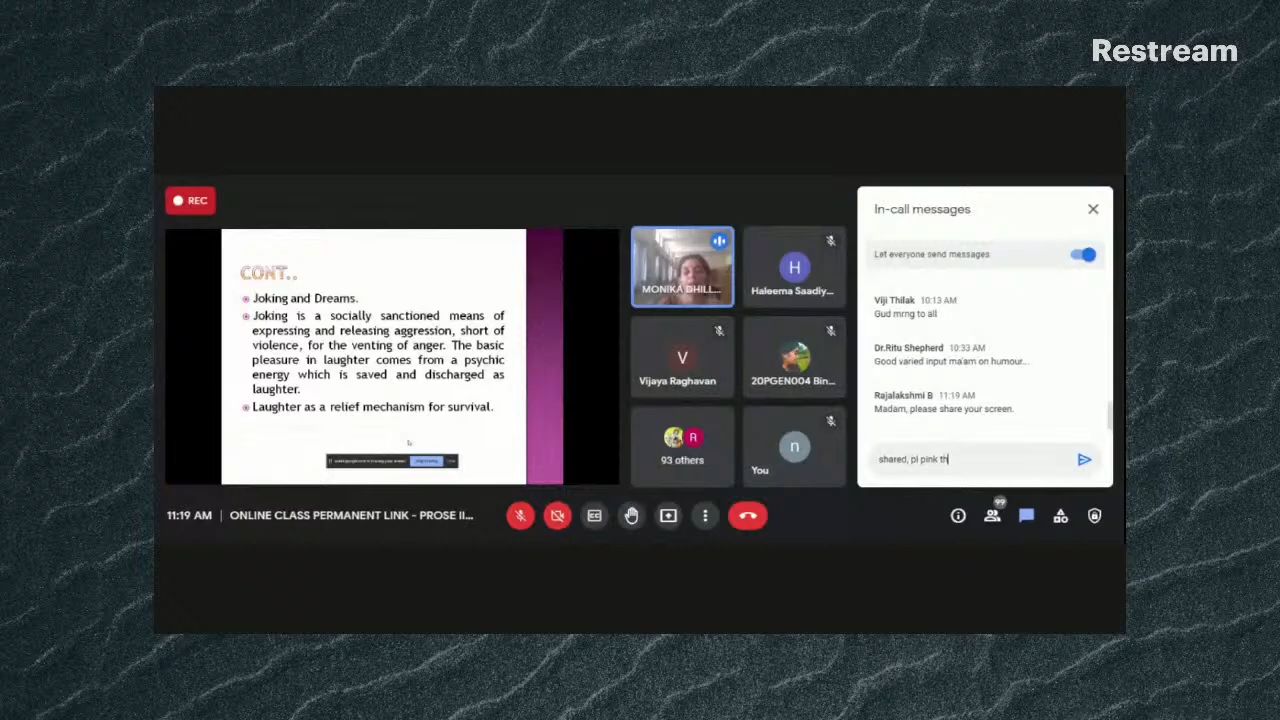 Restream
REC
CONT..
Joking and Dreams.
Joking is a socially sanctioned means of
expressing and releasing aggression, short of
violence, for the venting of anger. The basic
pleasure in laughter comes from a psychic
energy which is saved and discharged as
laughter.
Laughter as a relief mechanism for survival.
MONIKA DHILL...
H
Haleema Saadiy...
V
Vijaya Raghavan
20PGEN004 Bin...
R
93 others
n
You
In-call messages
Let everyone send messages
Viji Thilak 10:13 AM
Gud mrng to all
Dr.Ritu Shepherd 10:33 AM
Good varied input ma'am on humour...
Rajalakshmi B 11:19 AM
Madam, please share your screen.
shared, pl pink th
11:19 AM | ONLINE CLASS PERMANENT LINK - PROSE II...
99